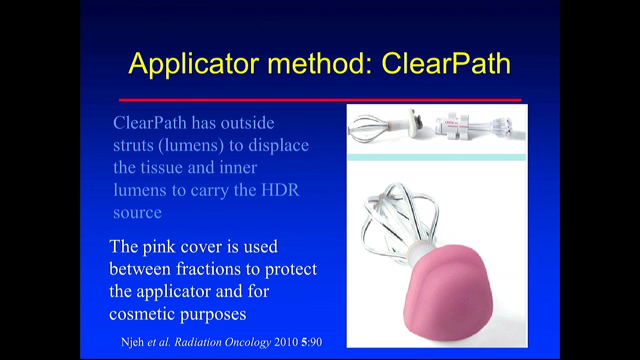 Applicator method: ClearPath
ClearPath has outside
struts (lumens) to displace
the tissue and inner
lumens to carry the HDR
source
The pink cover is used
between fractions to protect
the applicator and for
cosmetic purposes
Njeh et al. Radiation Oncology 2010 5:90